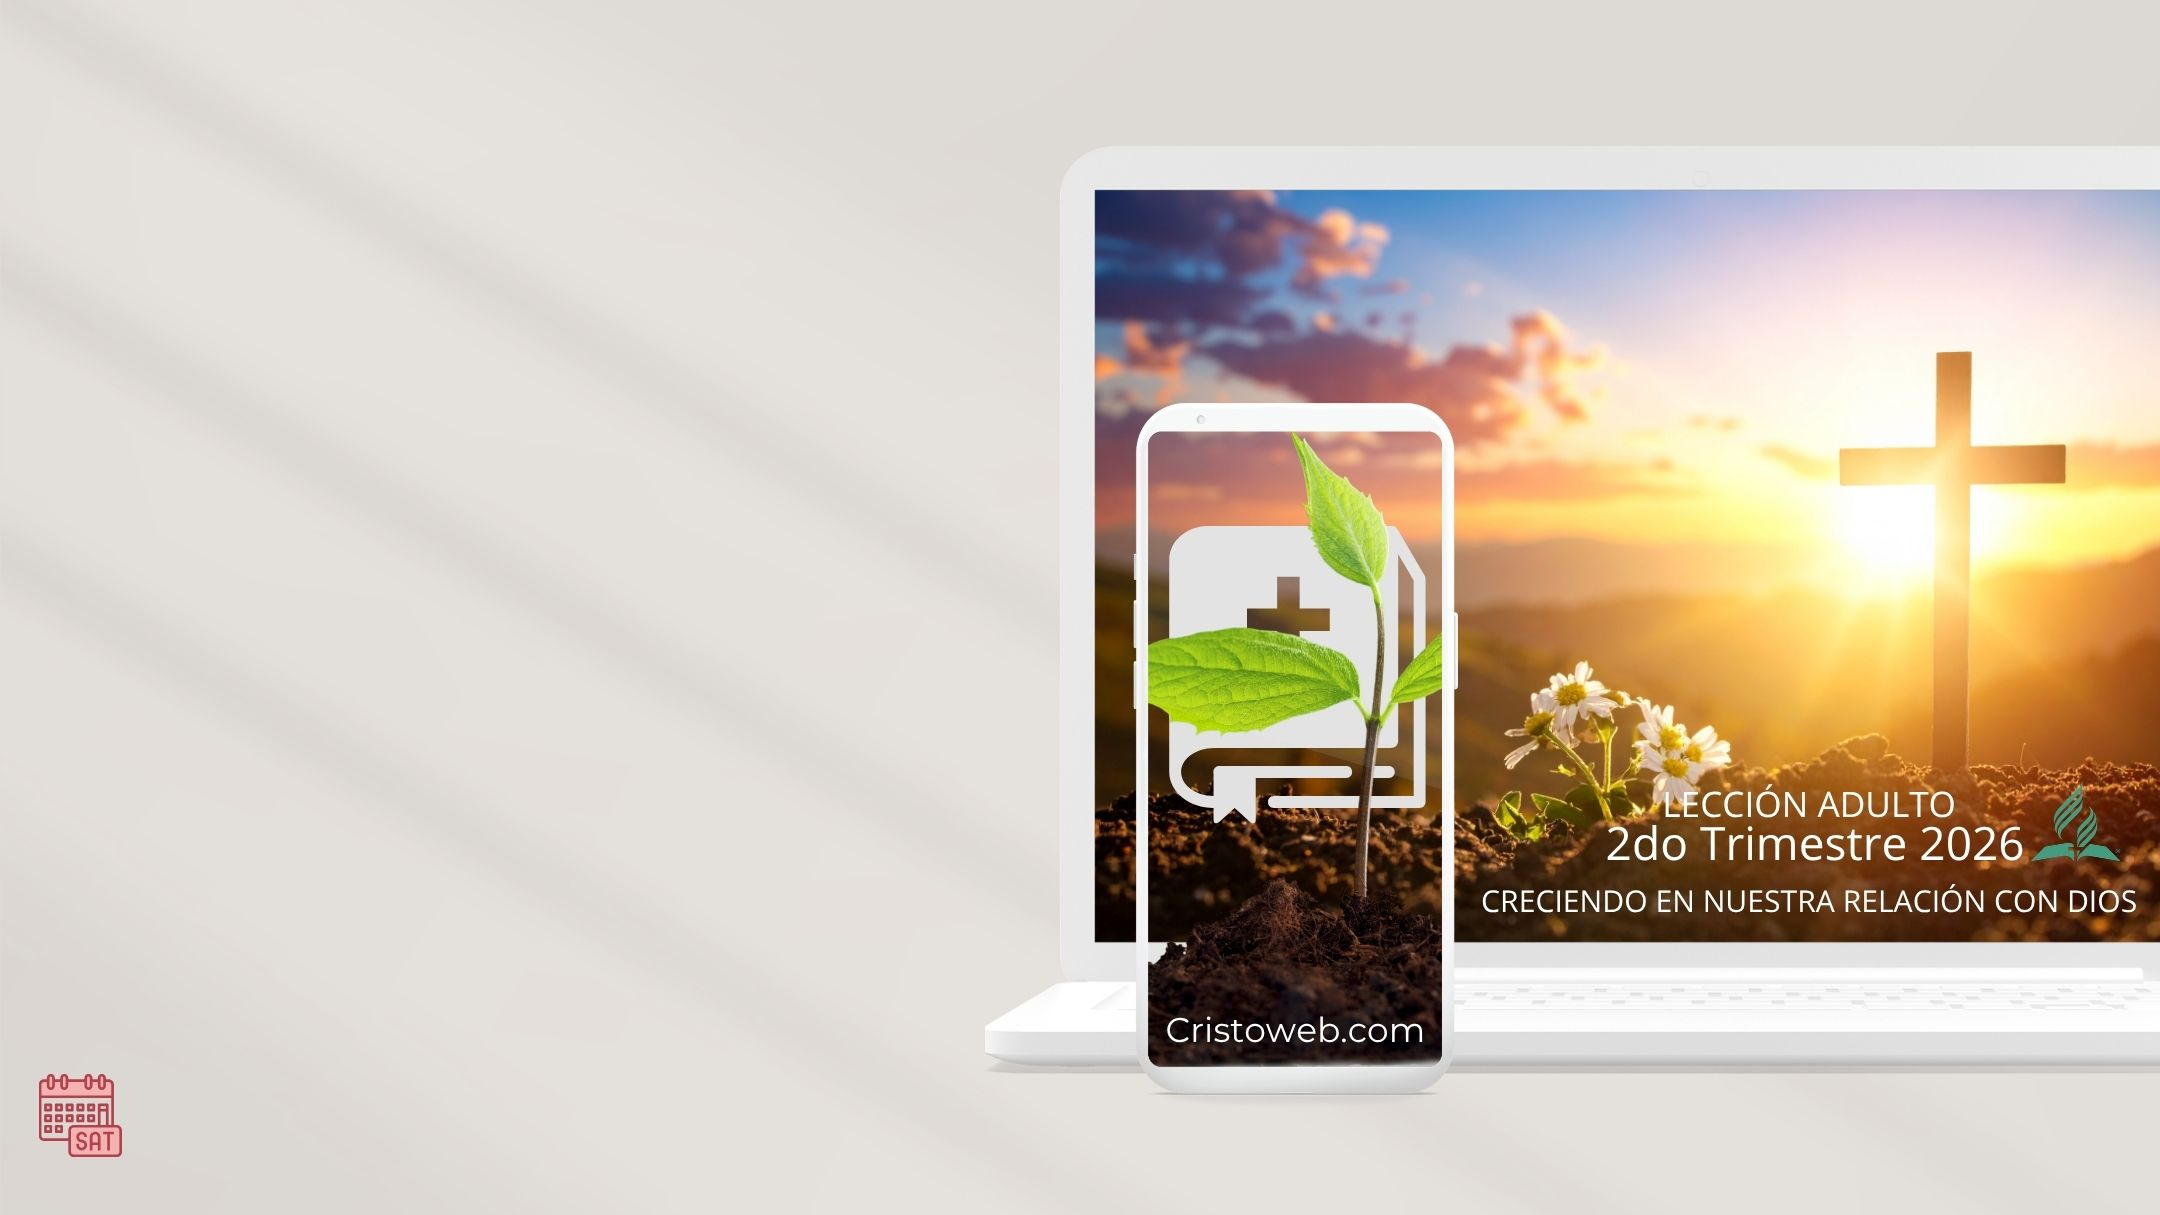 LECCIÓN ADULTO
2do Trimestre 2026
CRECIENDO EN NUESTRA RELACIÓN CON DIOS
Cristoweb.com
SAT